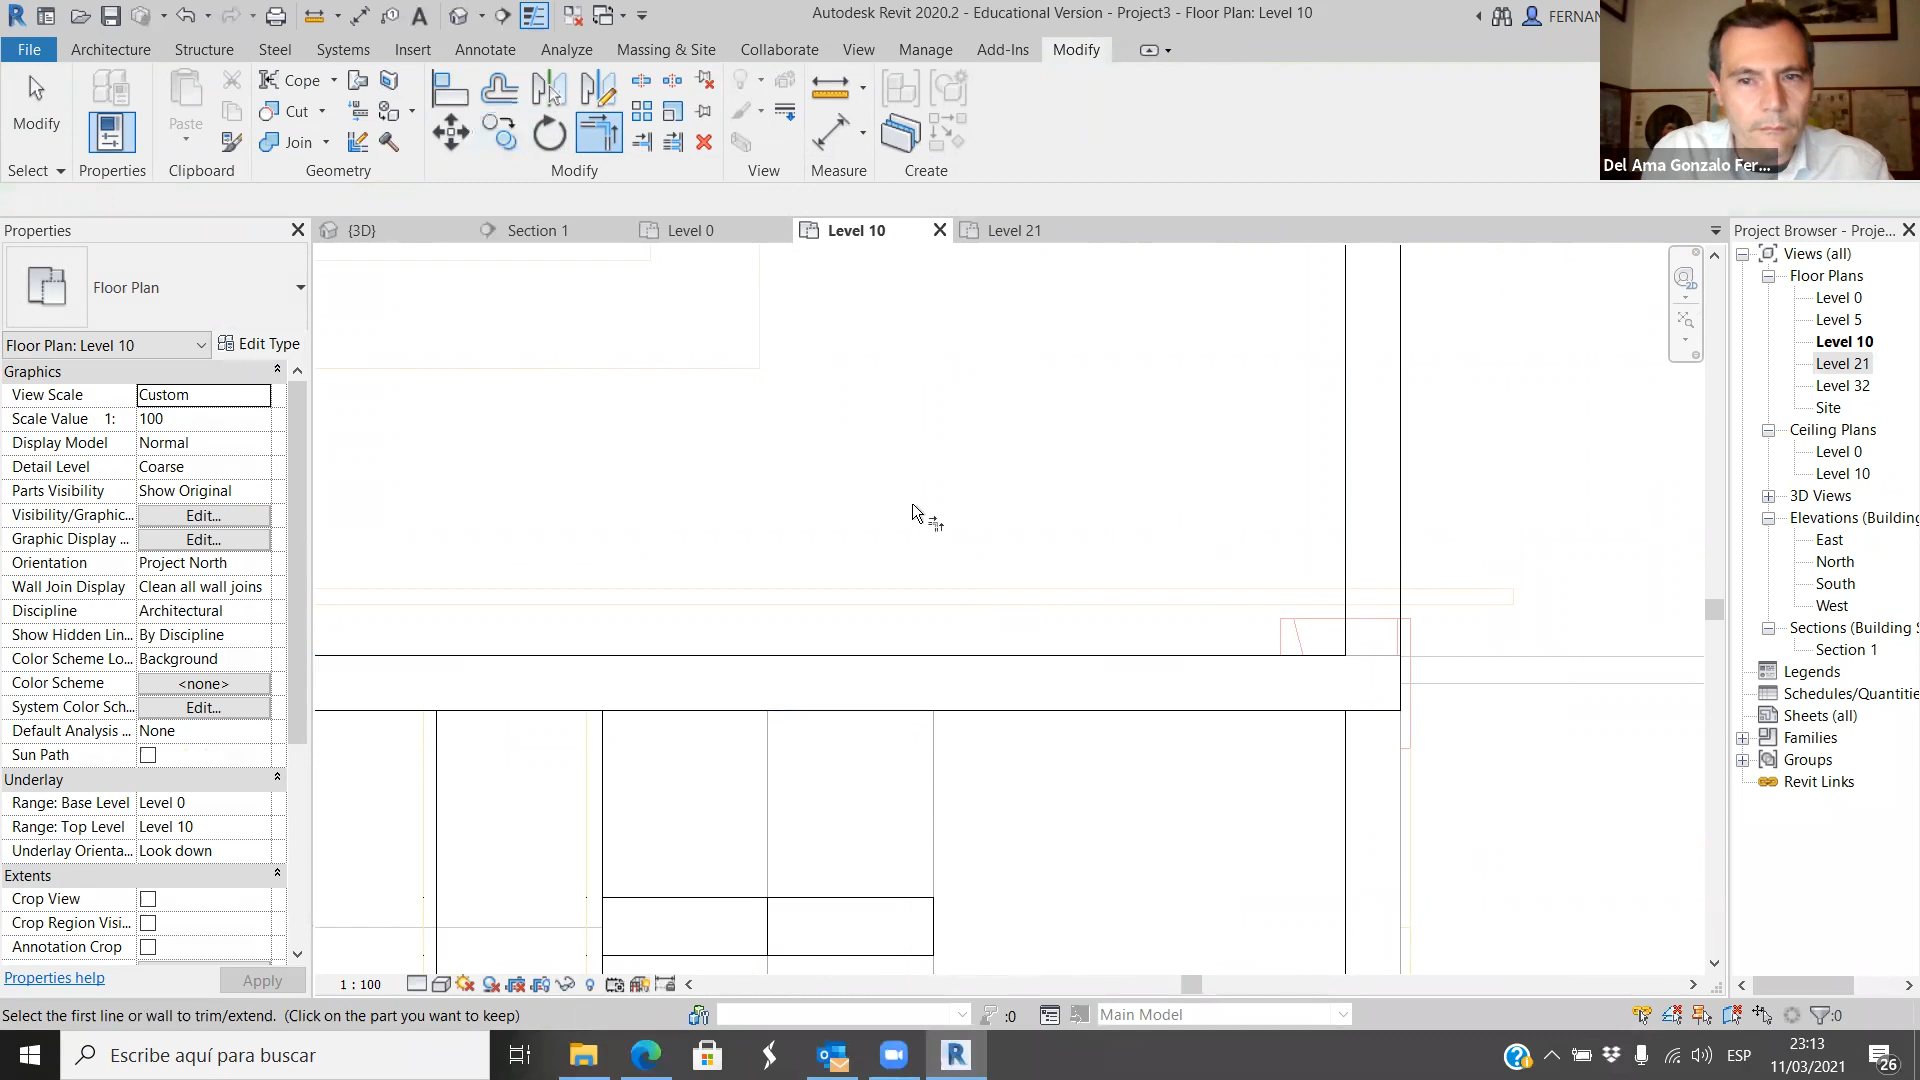 Autodesk Revit 2020.2 - Educational Version - Project3 - Floor Plan: Level 10
FERNAN
File
Architecture
Structure
Steel
Systems
Insert
Annotate
Analyze
Massing & Site
Collaborate
View
Manage
Add-Ins
Modify
Modify
Paste
Cope
Cut
Join
Select
Properties
Clipboard
Geometry
Modify
View
Measure
Create
Del Ama Gonzalo Fer...
Properties
{3D}
Section 1
Level 0
Level 10
Level 21
Project Browser - Proje...
Floor Plan
Floor Plan: Level 10
Edit Type
Graphics
View Scale Custom
Scale Value 1: 100
Display Model Normal
Detail Level Coarse
Parts Visibility Show Original
Visibility/Graphic... Edit...
Graphic Display ... Edit...
Orientation Project North
Wall Join Display Clean all wall joins
Discipline Architectural
Show Hidden Lin... By Discipline
Color Scheme Lo... Background
Color Scheme <none>
System Color Sch... Edit...
Default Analysis ... None
Sun Path
Underlay
Range: Base Level Level 0
Range: Top Level Level 10
Underlay Orienta... Look down
Extents
Crop View
Crop Region Visi...
Annotation Crop
Properties help
Apply
2D
Views (all)
Floor Plans
Level 0
Level 5
Level 10
Level 21
Level 32
Site
Ceiling Plans
Level 0
Level 10
3D Views
Elevations (Building
East
North
South
West
Sections (Building S
Section 1
Legends
Schedules/Quantitie
Sheets (all)
Families
Groups
Revit Links
1 : 100
Select the first line or wall to trim/extend. (Click on the part you want to keep)
:0
Main Model
:0
Escribe aquí para buscar
ESP
23:13
11/03/2021
26